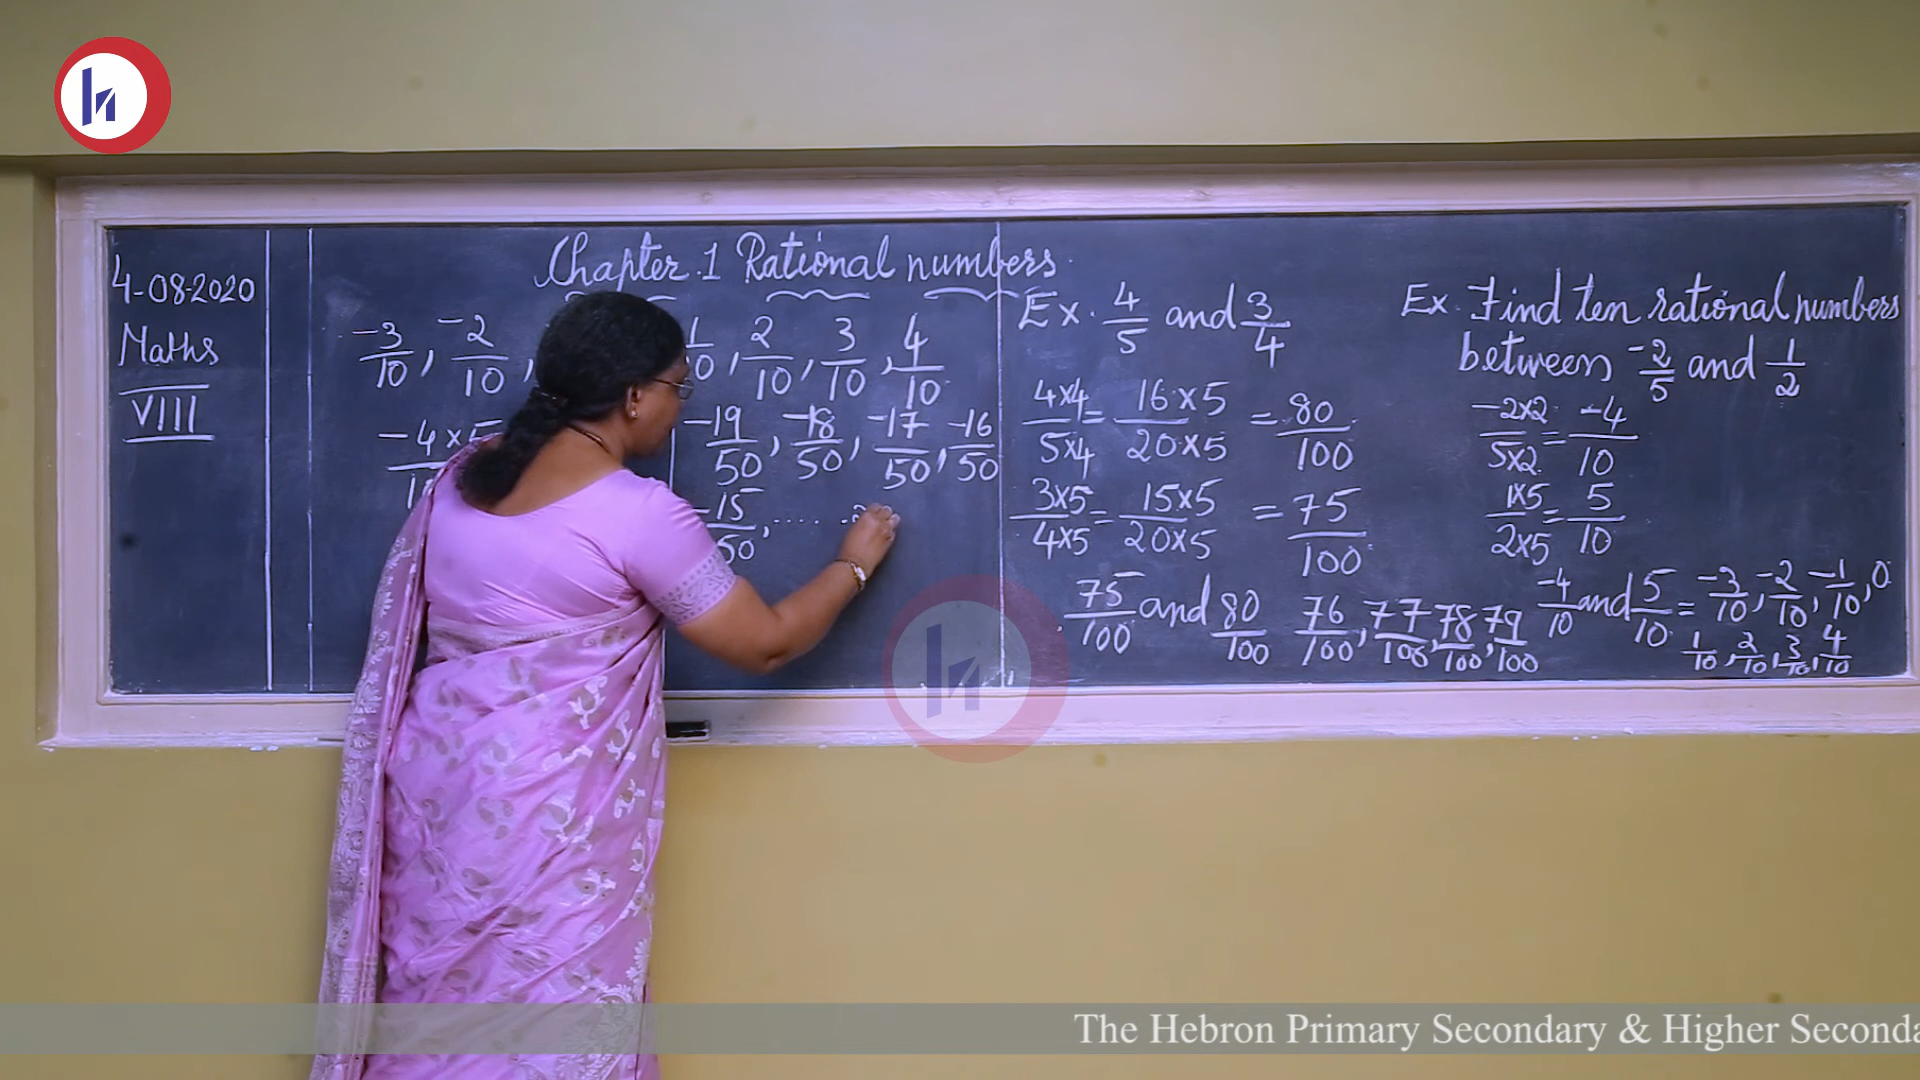 Chapter.1 Rational numbers
4-08-2020
Maths
VIII
-3/10, -2/10, 1/10, 2/10, 3/10, 4/10
-4×5
-19/50, -18/50, -17/50, -16/50
-15/50, .....
Ex. 4/5 and 3/4
4×4/5×4 = 16×5/20×5 = 80/100
3×5/4×5 = 15×5/20×5 = 75/100
75/100 and 80/100 76/100, 77/100, 78/100, 79/100
Ex. Find ten rational numbers
between -2/5 and 1/2
-2×2/5×2 = -4/10
1×5/2×5 = 5/10
-4/10 and 5/10 = -3/10, -2/10, -1/10, 0
1/10, 2/10, 3/10, 4/10
The Hebron Primary Secondary & Higher